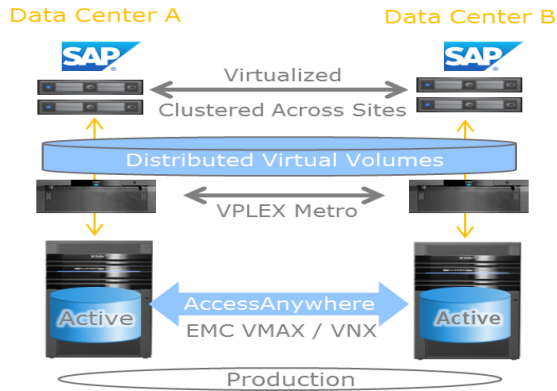 Data Center A
Data Center B
SAP
SAP
Virtualized
Clustered Across Sites
Distributed Virtual Volumes
VPLEX Metro
AccessAnywhere
Active
Active
EMC VMAX / VNX
Production